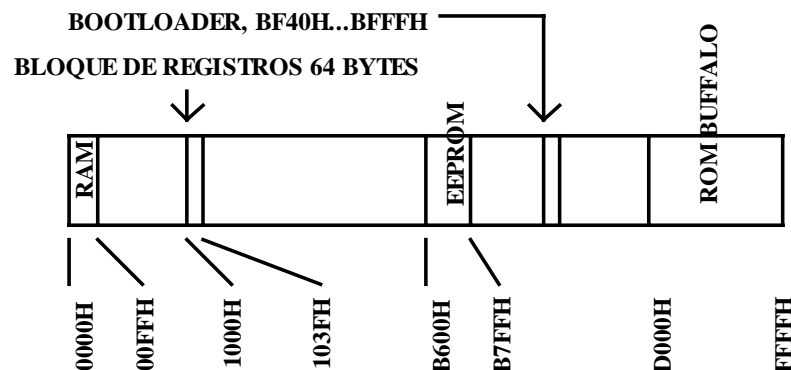 BOOTLOADER, BF40H...BFFFH
BLOQUE DE REGISTROS 64 BYTES
RAM
EEPROM
ROM BUFFALO
0000H
00FFH
1000H
103FH
B600H
B7FFH
D000H
FFFFH